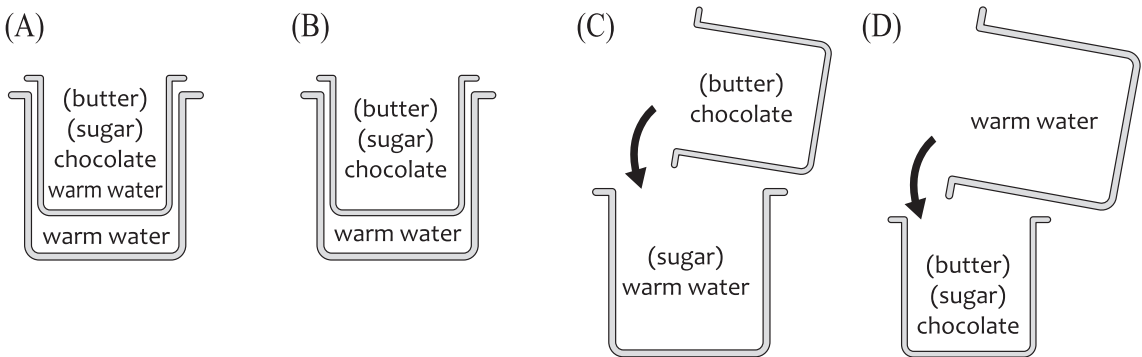 (A)
(butter)
(sugar)
chocolate
warm water
warm water
(B)
(butter)
(sugar)
chocolate
warm water
(C)
(butter)
chocolate
(sugar)
warm water
(D)
warm water
(butter)
(sugar)
chocolate